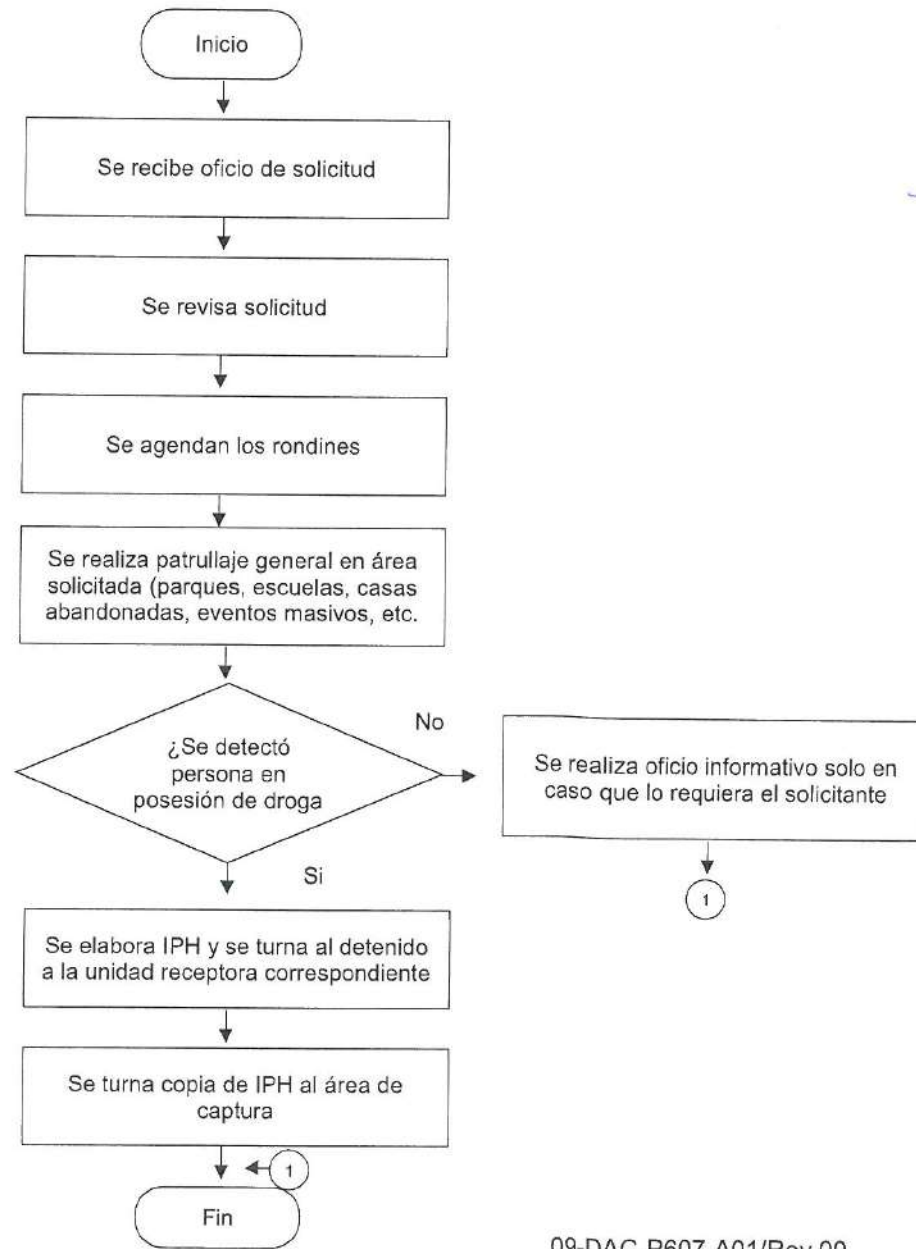 Inicio
Se recibe oficio de solicitud
Se revisa solicitud
Se agendan los rondines
Se realiza patrullaje general en área
solicitada (parques, escuelas, casas
abandonadas, eventos masivos, etc.
¿Se detectó
persona en
posesión de droga
No
Se realiza oficio informativo solo en
caso que lo requiera el solicitante
1
Si
Se elabora IPH y se turna al detenido
a la unidad receptora correspondiente
Se turna copia de IPH al área de
captura
1
Fin